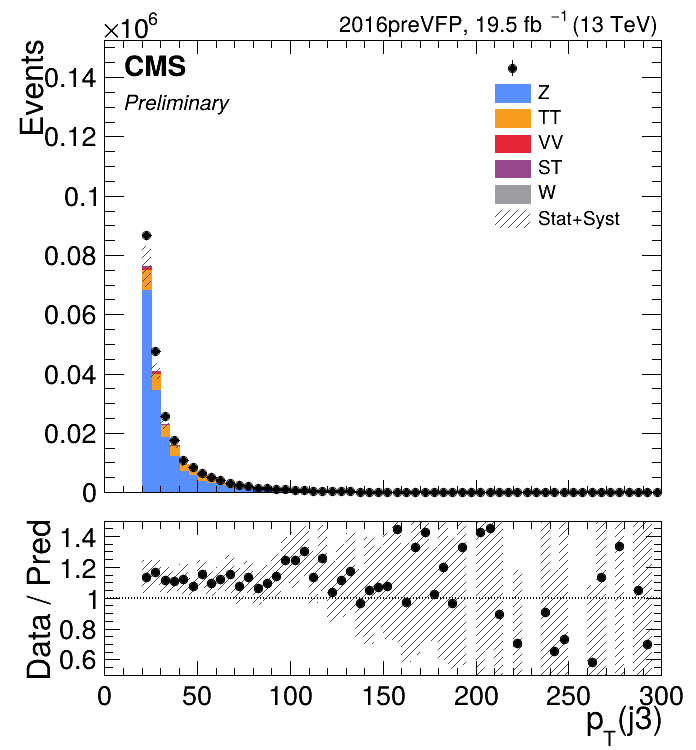 ×10^6
2016preVFP, 19.5 fb^-1 (13 TeV)
Events
CMS
Preliminary
Z
TT
VV
ST
W
Stat+Syst
0.14
0.12
0.1
0.08
0.06
0.04
0.02
0
Data / Pred
1.4
1.2
1
0.8
0.6
0 50 100 150 200 250 300
p_T(j3)